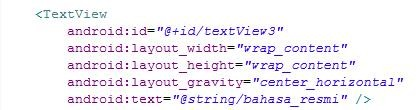 <TextView
android:id="@+id/textView3"
android:layout_width="wrap_content"
android:layout_height="wrap_content"
android:layout_gravity="center_horizontal"
android:text="@string/bahasa_resmi" />